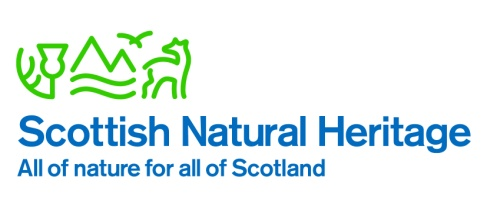 Scottish Natural Heritage
All of nature for all of Scotland